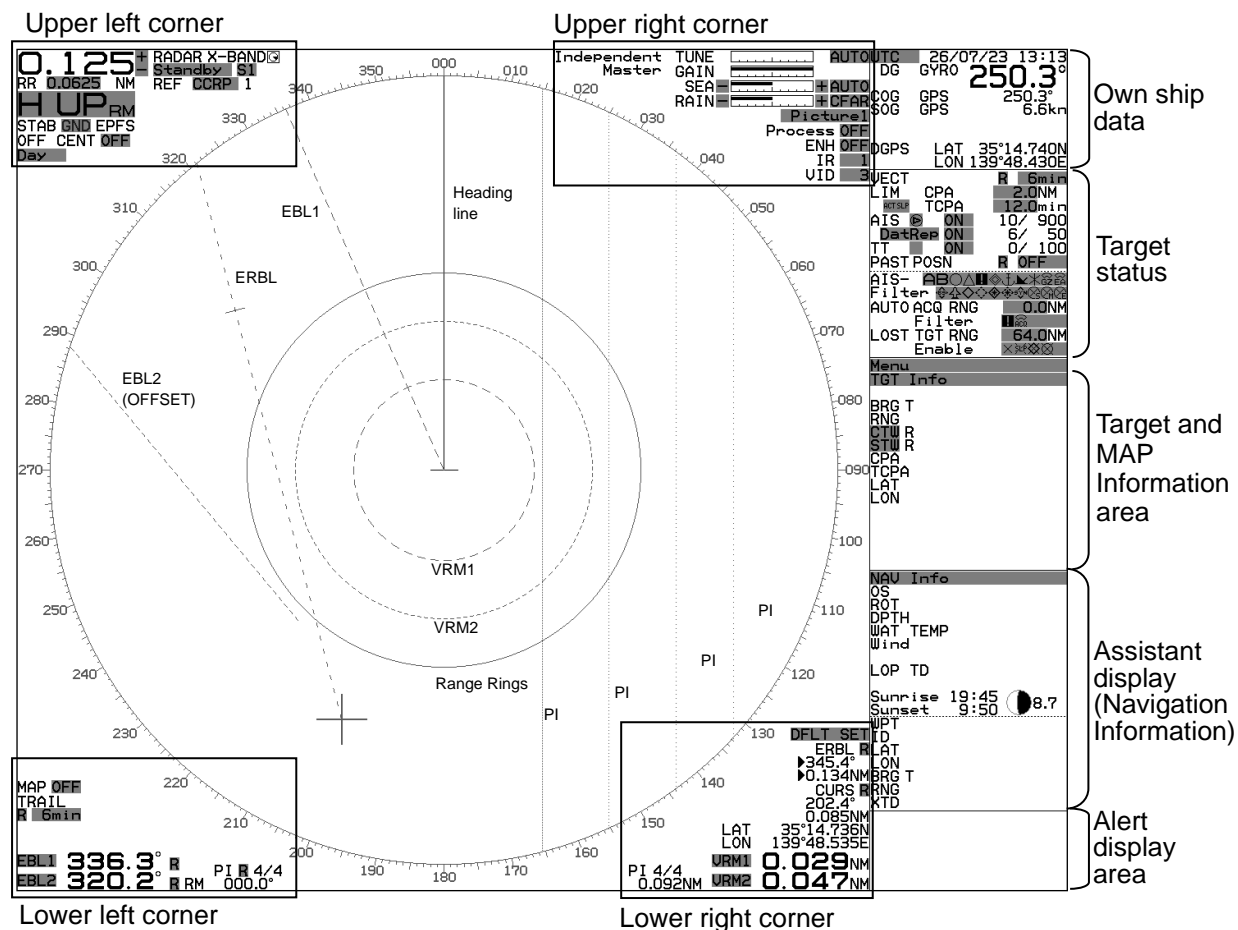 Upper left corner
Upper right corner
0.125 + - RADAR X-BAND
Standby S1
RR 0.0625 NM REF CCRP 1
H UP RM
STAB GND EPFS
OFF CENT OFF
Day
Independent TUNE AUTO
Master GAIN
SEA - + AUTO
RAIN - + CFAR
Picture1
Process OFF
ENH OFF
IR 1
VID 3
UTC 26/07/23 13:13
DG GYRO 250.3°
COG GPS 250.3°
SOG GPS 6.6kn
DGPS LAT 35°14.740N
LON 139°48.430E
Own ship
data
VECT R 6min
LIM CPA 2.0NM
ACT SLP TCPA 12.0min
AIS ON 10/ 900
DatRep ON 6/ 50
TT ON 0/ 100
PAST POSN R OFF
AIS- AB
Filter
AUTO ACQ RNG 0.0NM
Filter ACQ
LOST TGT RNG 64.0NM
Enable SLP
Target
status
Menu
TGT Info
BRG T
RNG
CTW R
STW R
CPA
TCPA
LAT
LON
Target and
MAP
Information
area
NAV Info
OS
ROT
DPTH
WAT TEMP
Wind
LOP TD
Sunrise 19:45
Sunset 9:50
8.7
WPT
ID
LAT
LON
BRG T
RNG
XTD
Assistant
display
(Navigation
Information)
Alert
display
area
000
010
020
030
040
050
060
070
080
090
100
110
120
130
140
150
160
170
180
190
200
210
220
230
240
250
260
270
280
290
300
310
320
330
340
350
Heading
line
EBL1
ERBL
EBL2
(OFFSET)
VRM1
VRM2
Range Rings
PI
PI
PI
PI
MAP OFF
TRAIL
R 6min
EBL1 336.3° R
EBL2 320.2° R RM
PI R 4/4
000.0°
DFLT SET
ERBL R
345.4°
0.134NM
CURS R
202.4°
0.085NM
LAT 35°14.736N
LON 139°48.535E
PI 4/4
0.092NM
VRM1 0.029NM
VRM2 0.047NM
Lower left corner
Lower right corner